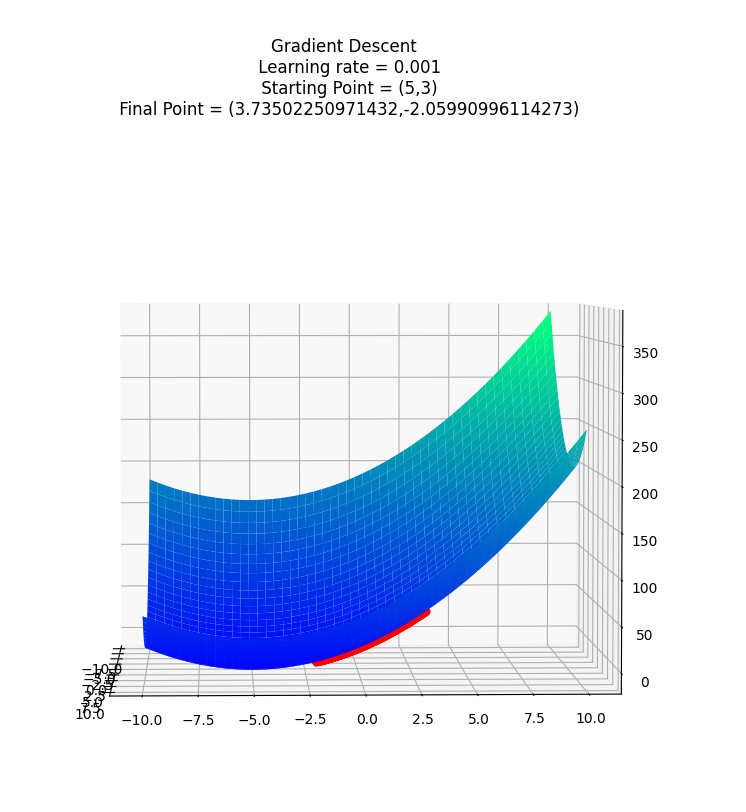 Gradient Descent
Learning rate = 0.001
Starting Point = (5,3)
Final Point = (3.73502250971432,-2.05990996114273)
350
300
250
200
150
100
50
0
−10.0
10.0
−10.0 −7.5 −5.0 −2.5 0.0 2.5 5.0 7.5 10.0